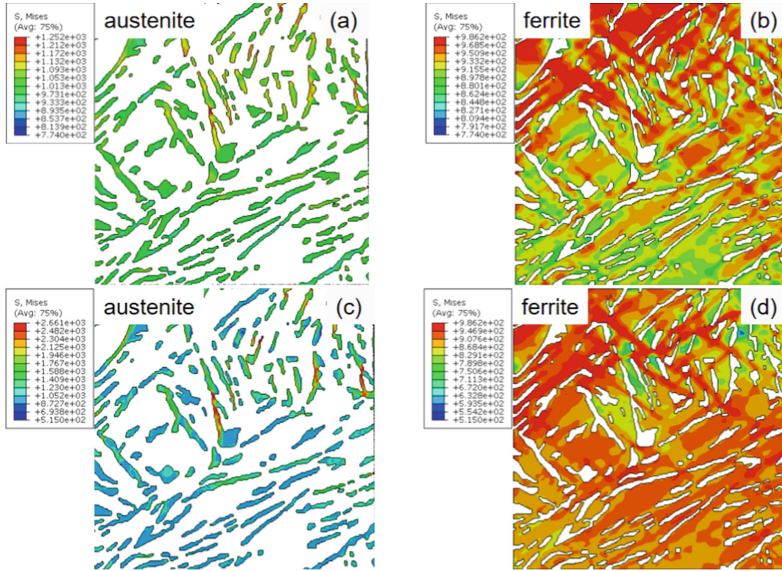 S, Mises
(Avg: 75%)
+1.252e+03
+1.212e+03
+1.172e+03
+1.132e+03
+1.093e+03
+1.053e+03
+1.013e+03
+9.731e+02
+9.333e+02
+8.935e+02
+8.537e+02
+8.139e+02
+7.740e+02
austenite
(a)
S, Mises
(Avg: 75%)
+9.862e+02
+9.685e+02
+9.509e+02
+9.332e+02
+9.155e+02
+8.978e+02
+8.801e+02
+8.624e+02
+8.448e+02
+8.271e+02
+8.094e+02
+7.917e+02
+7.740e+02
ferrite
(b)
S, Mises
(Avg: 75%)
+2.661e+03
+2.482e+03
+2.304e+03
+2.125e+03
+1.946e+03
+1.767e+03
+1.588e+03
+1.409e+03
+1.230e+03
+1.052e+03
+8.727e+02
+6.938e+02
+5.150e+02
austenite
(c)
S, Mises
(Avg: 75%)
+9.862e+02
+9.469e+02
+9.076e+02
+8.684e+02
+8.291e+02
+7.898e+02
+7.506e+02
+7.113e+02
+6.720e+02
+6.328e+02
+5.935e+02
+5.542e+02
+5.150e+02
ferrite
(d)